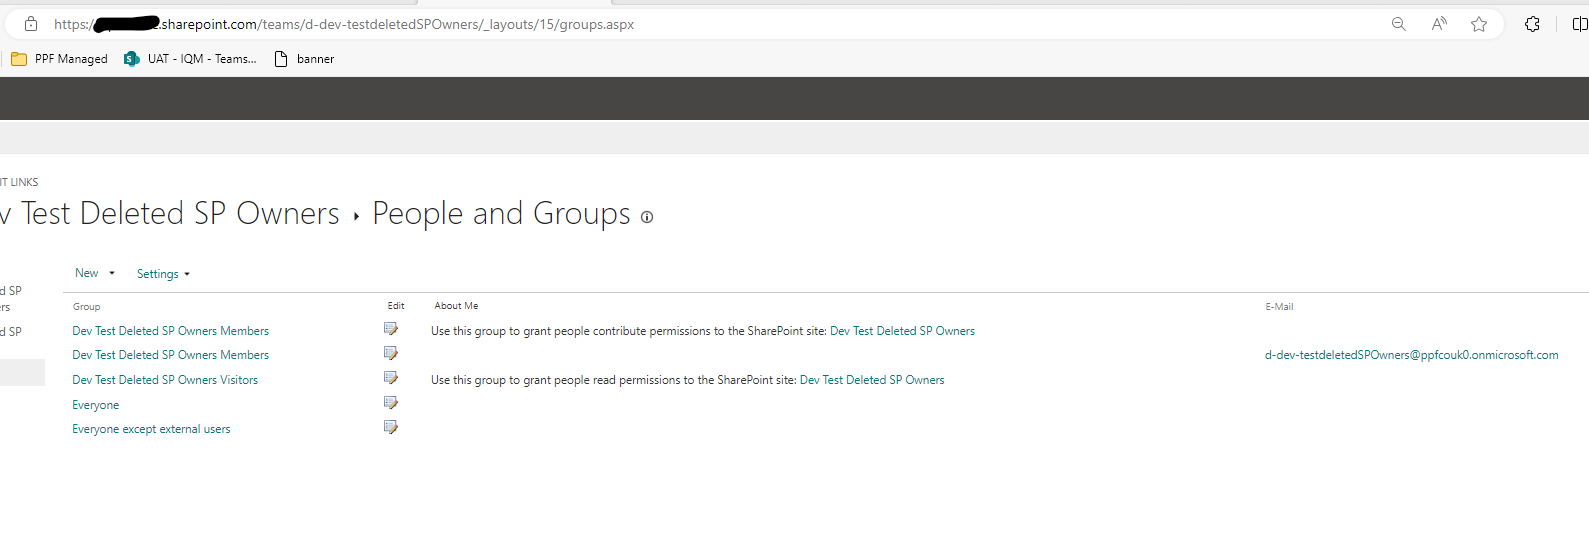 https:/ .sharepoint.com/teams/d-dev-testdeletedSPOwners/_layouts/15/groups.aspx
PPF Managed UAT - IQM - Teams... banner
IT LINKS
v Test Deleted SP Owners ▸ People and Groups
New Settings
d SP
rs
d SP
Group Edit About Me E-Mail
Dev Test Deleted SP Owners Members Use this group to grant people contribute permissions to the SharePoint site: Dev Test Deleted SP Owners
Dev Test Deleted SP Owners Members d-dev-testdeletedSPOwners@ppfcouk0.onmicrosoft.com
Dev Test Deleted SP Owners Visitors Use this group to grant people read permissions to the SharePoint site: Dev Test Deleted SP Owners
Everyone
Everyone except external users